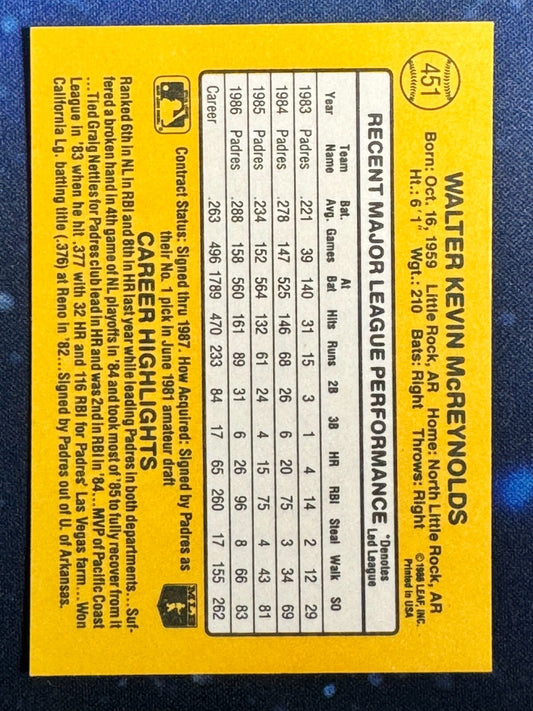 451
WALTER KEVIN McREYNOLDS
Born: Oct. 16, 1959 Little Rock, AR Home: North Little Rock, AR
Ht.: 6'1" Wgt.: 210 Bats: Right Throws: Right
©1986 LEAF, INC.
Printed in USA
RECENT MAJOR LEAGUE PERFORMANCE *Denotes Led League
Year Team Name Bat. Avg. Games At Bat Hits Runs 2B 3B HR RBI Steal Walk SO
1983 Padres .221 39 140 31 15 3 1 4 14 2 12 29
1984 Padres .278 147 525 146 68 26 6 20 75 3 34 69
1985 Padres .234 152 564 132 61 24 4 15 75 4 43 81
1986 Padres .288 158 560 161 89 31 6 26 96 8 66 83
Career .263 496 1789 470 233 84 17 65 260 17 155 262
Contract Status: Signed thru 1987. How Acquired: Signed by Padres as
their No. 1 pick in June 1981 amateur draft
MLB
CAREER HIGHLIGHTS
Ranked 6th in NL in RBI and 8th in HR last year while leading Padres in both departments....Suf-
fered a broken hand in 4th game of NL playoffs in '84 and took most of '85 to fully recover from it
...Tied Graig Nettles for Padres club lead in HR and was 2nd in RBI in '84...MVP of Pacific Coast
League in '83 when he hit .377 with 32 HR and 116 RBI for Padres' Las Vegas farm...Won
California Lg. batting title (.376) at Reno in '82...Signed by Padres out of U. of Arkansas.